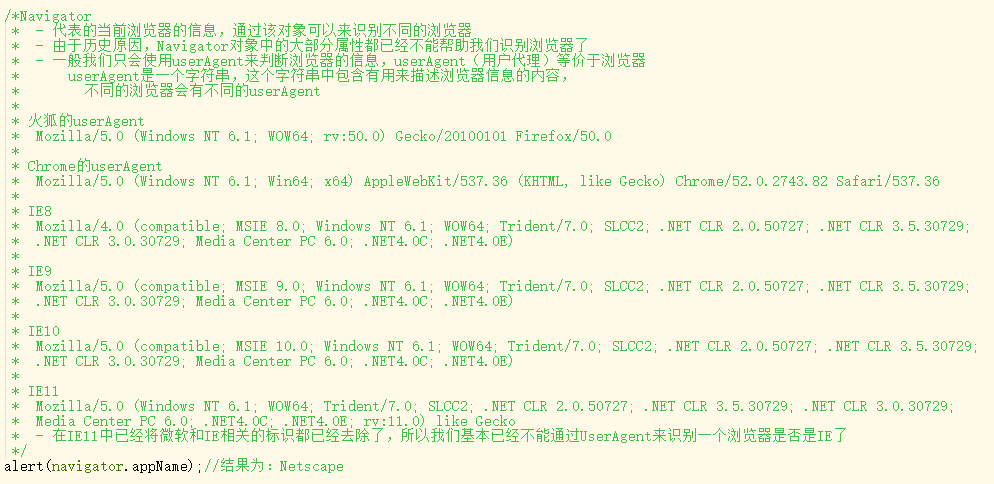 /*Navigator
* - 代表的当前浏览器的信息，通过该对象可以来识别不同的浏览器
* - 由于历史原因，Navigator对象中的大部分属性都已经不能帮助我们识别浏览器了
* - 一般我们只会使用userAgent来判断浏览器的信息，userAgent（用户代理）等价于浏览器
* userAgent是一个字符串，这个字符串中包含有用来描述浏览器信息的内容，
* 不同的浏览器会有不同的userAgent
*
* 火狐的userAgent
* Mozilla/5.0 (Windows NT 6.1; WOW64; rv:50.0) Gecko/20100101 Firefox/50.0
*
* Chrome的userAgent
* Mozilla/5.0 (Windows NT 6.1; Win64; x64) AppleWebKit/537.36 (KHTML, like Gecko) Chrome/52.0.2743.82 Safari/537.36
*
* IE8
* Mozilla/4.0 (compatible; MSIE 8.0; Windows NT 6.1; WOW64; Trident/7.0; SLCC2; .NET CLR 2.0.50727; .NET CLR 3.5.30729;
* .NET CLR 3.0.30729; Media Center PC 6.0; .NET4.0C; .NET4.0E)
*
* IE9
* Mozilla/5.0 (compatible; MSIE 9.0; Windows NT 6.1; WOW64; Trident/7.0; SLCC2; .NET CLR 2.0.50727; .NET CLR 3.5.30729;
* .NET CLR 3.0.30729; Media Center PC 6.0; .NET4.0C; .NET4.0E)
*
* IE10
* Mozilla/5.0 (compatible; MSIE 10.0; Windows NT 6.1; WOW64; Trident/7.0; SLCC2; .NET CLR 2.0.50727; .NET CLR 3.5.30729;
* .NET CLR 3.0.30729; Media Center PC 6.0; .NET4.0C; .NET4.0E)
*
* IE11
* Mozilla/5.0 (Windows NT 6.1; WOW64; Trident/7.0; SLCC2; .NET CLR 2.0.50727; .NET CLR 3.5.30729; .NET CLR 3.0.30729;
* Media Center PC 6.0; .NET4.0C; .NET4.0E; rv:11.0) like Gecko
* - 在IE11中已经将微软和IE相关的标识都已经去除了，所以我们基本已经不能通过UserAgent来识别一个浏览器是否是IE了
*/
alert(navigator.appName);//结果为：Netscape